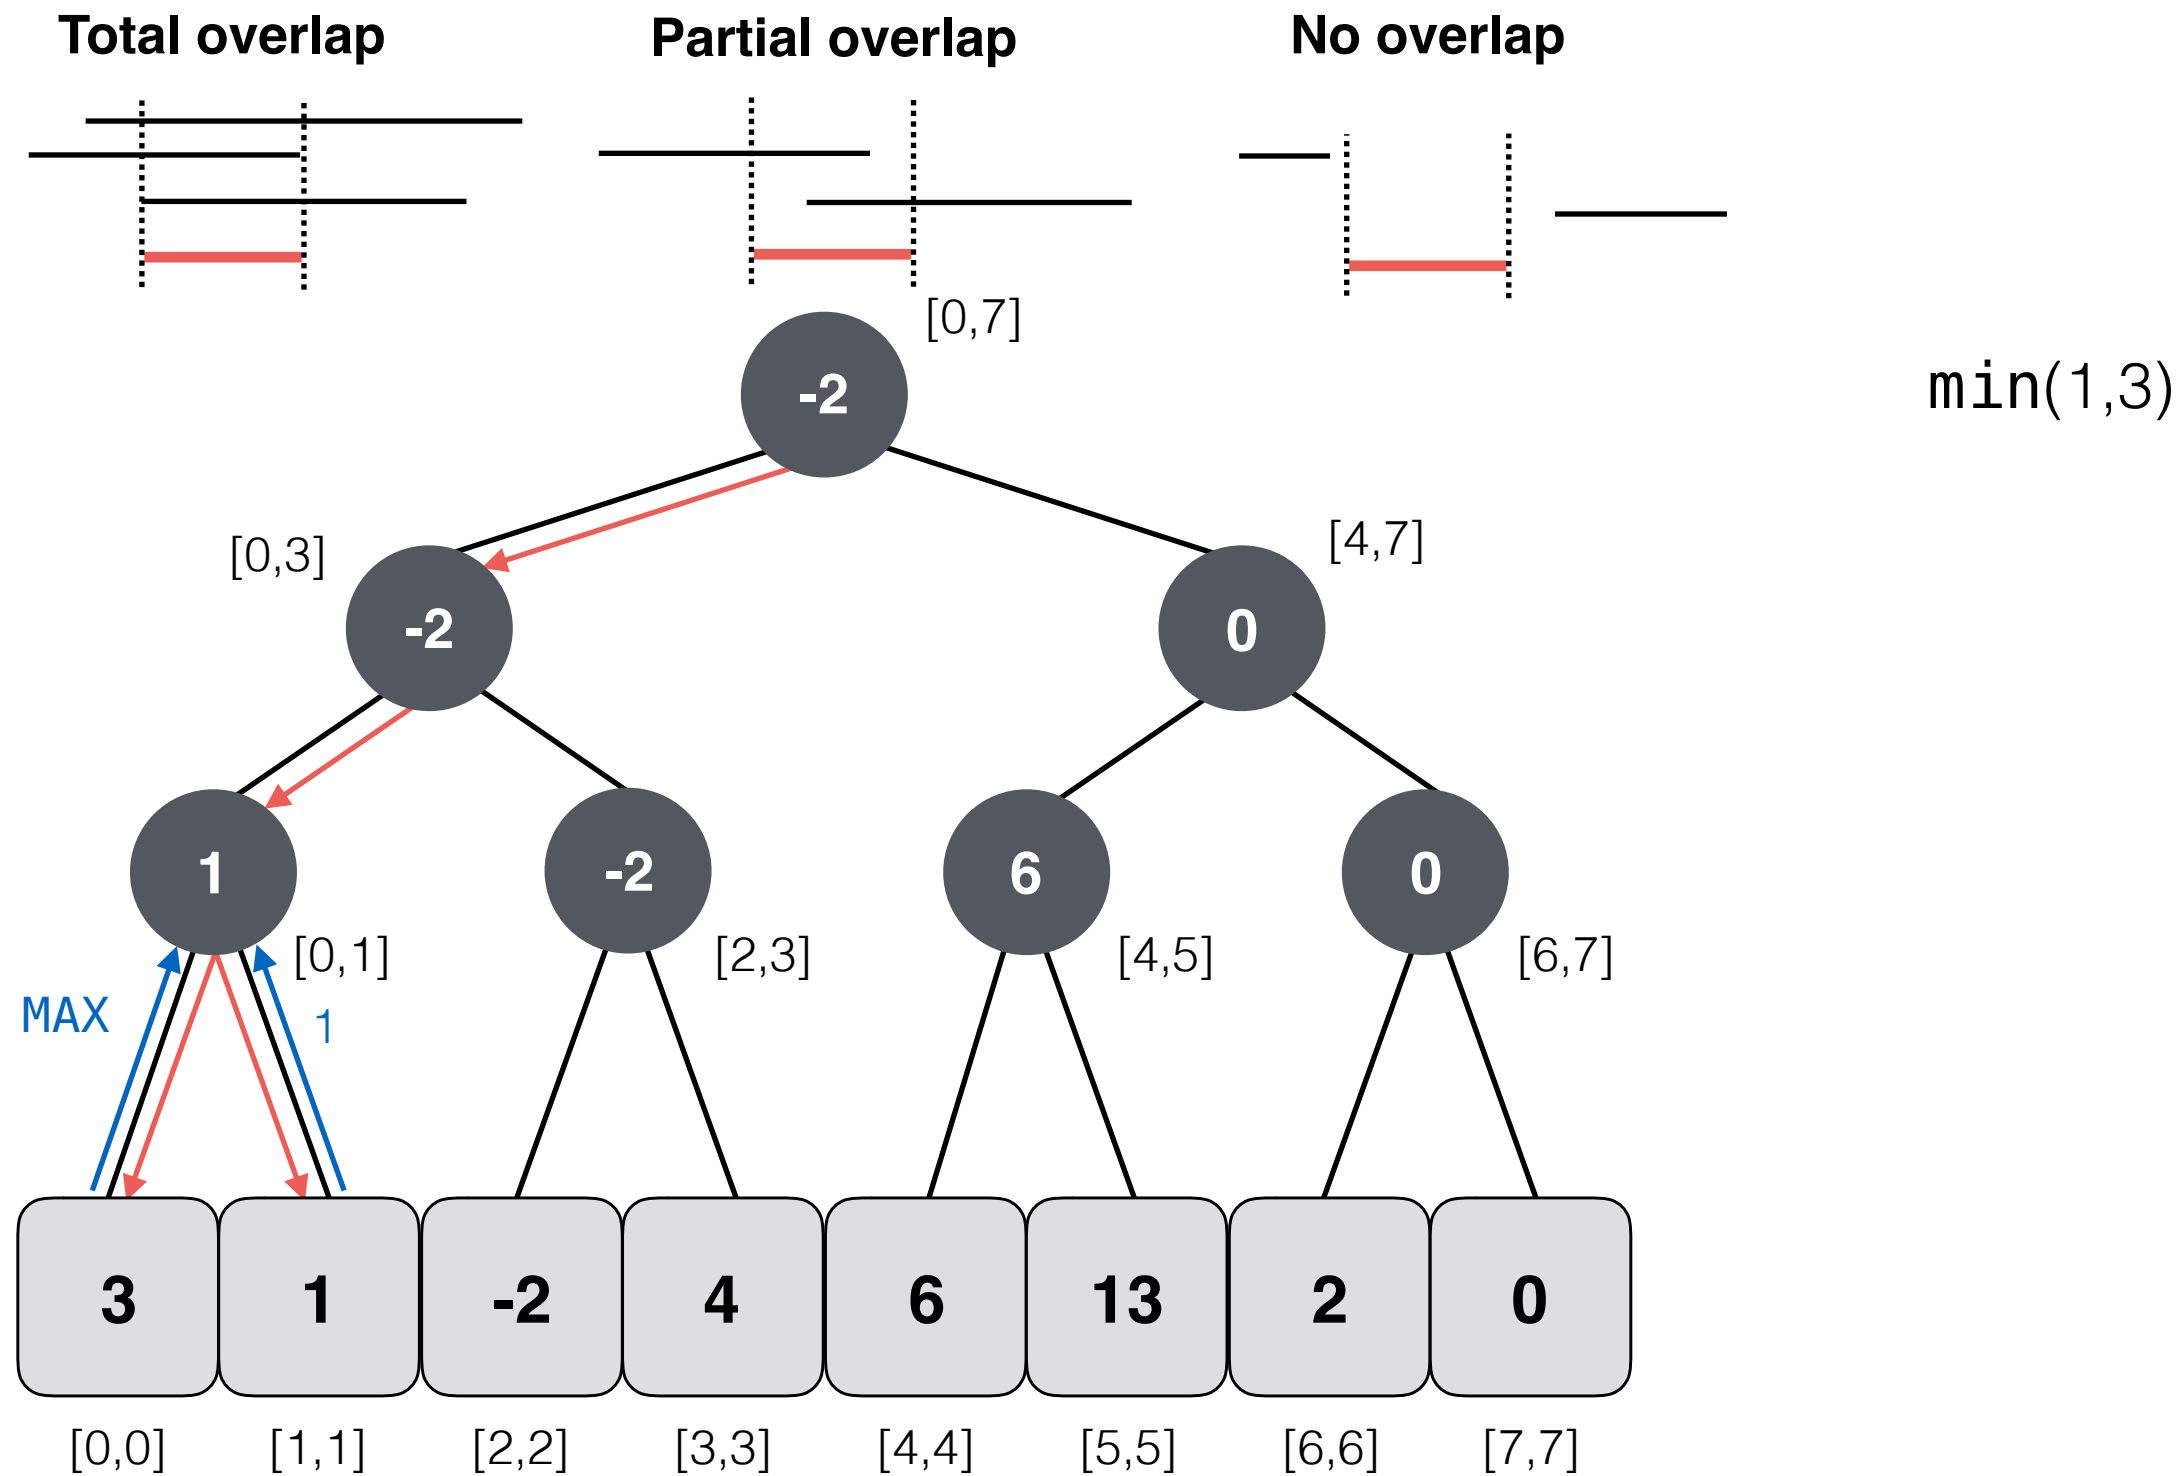 Total overlap Partial overlap No overlap
[0,7]
-2
min(1,3)
[0,3] [4,7]
-2 0
1 -2 6 0
[0,1] [2,3] [4,5] [6,7]
MAX 1
3 1 -2 4 6 13 2 0
[0,0] [1,1] [2,2] [3,3] [4,4] [5,5] [6,6] [7,7]